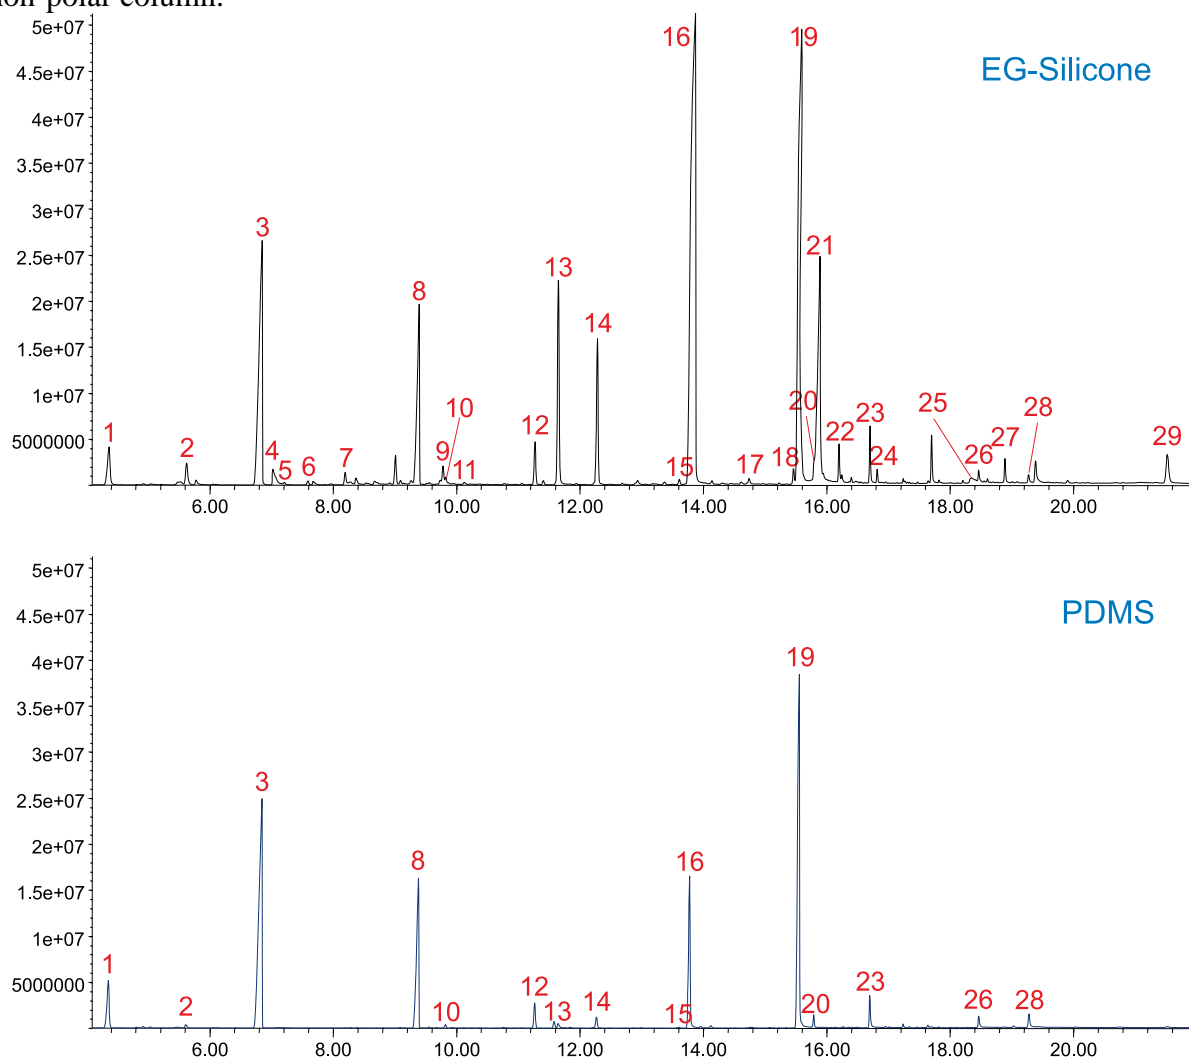 non-polar column.
5e+07
4.5e+07
4e+07
3.5e+07
3e+07
2.5e+07
2e+07
1.5e+07
1e+07
5000000
EG-Silicone
1 2 3 4 5 6 7 8 9 10 11 12 13 14 15 16 17 18 19 20 21 22 23 24 25 26 27 28 29
6.00 8.00 10.00 12.00 14.00 16.00 18.00 20.00
5e+07
4.5e+07
4e+07
3.5e+07
3e+07
2.5e+07
2e+07
1.5e+07
1e+07
5000000
PDMS
1 2 3 8 10 12 13 14 15 16 19 20 23 26 28
6.00 8.00 10.00 12.00 14.00 16.00 18.00 20.00